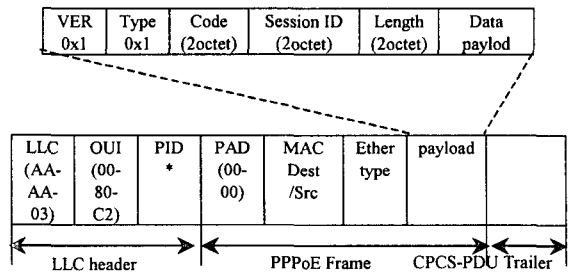 VER Type Code Session ID Length Data
0x1 0x1 (2octet) (2octet) (2octet) paylod
LLC OUI PID PAD MAC Ether payload
(AA- (00- * (00- Dest type
AA- 80- 00) /Src
03) C2)
LLC header PPPoE Frame CPCS-PDU Trailer